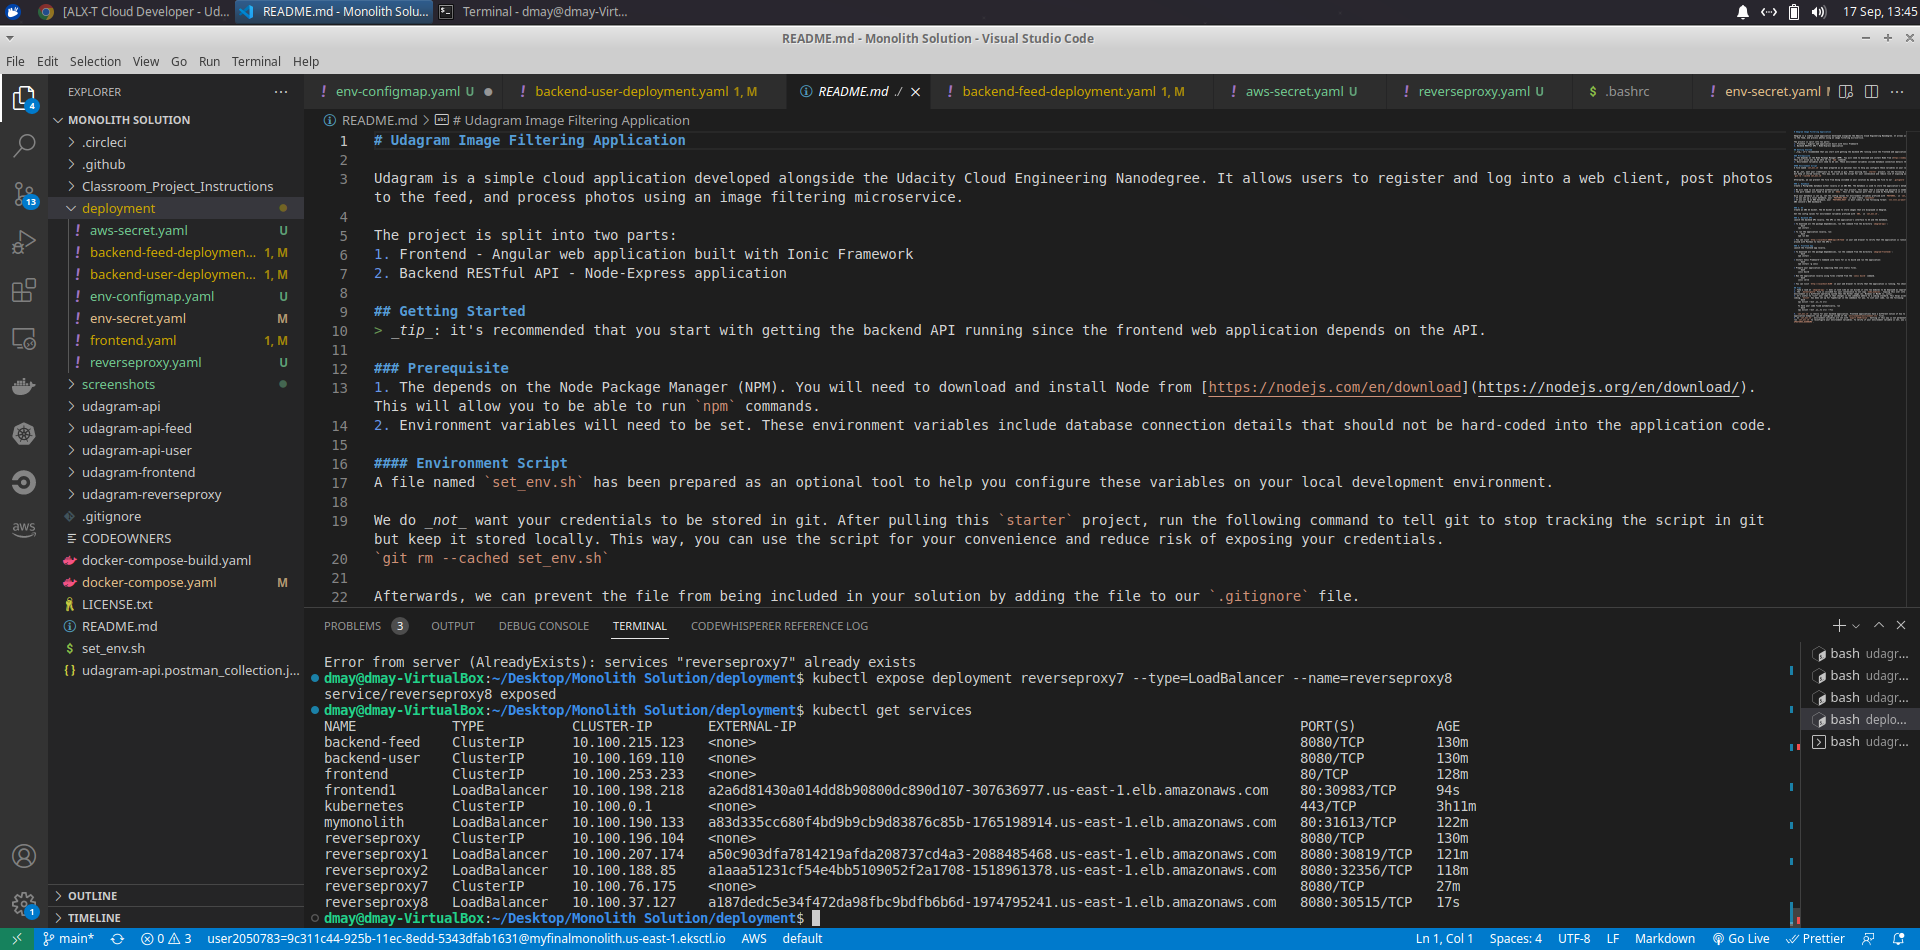 [ALX-T Cloud Developer - Ud...
README.md - Monolith Solu...
Terminal - dmay@dmay-Virt...
17 Sep, 13:45
README.md - Monolith Solution - Visual Studio Code
File Edit Selection View Go Run Terminal Help
EXPLORER
env-configmap.yaml U
backend-user-deployment.yaml 1, M
README.md ./
backend-feed-deployment.yaml 1, M
aws-secret.yaml U
reverseproxy.yaml U
$ .bashrc
env-secret.yaml
README.md > # Udagram Image Filtering Application
4
13
1
aws
MONOLITH SOLUTION
.circleci
.github
Classroom_Project_Instructions
deployment
! aws-secret.yaml U
! backend-feed-deploymen... 1, M
! backend-user-deploymen... 1, M
! env-configmap.yaml U
! env-secret.yaml M
! frontend.yaml 1, M
! reverseproxy.yaml U
screenshots
udagram-api
udagram-api-feed
udagram-api-user
udagram-frontend
udagram-reverseproxy
.gitignore
CODEOWNERS
docker-compose-build.yaml
docker-compose.yaml M
LICENSE.txt
README.md
$ set_env.sh
{} udagram-api.postman_collection.j...
OUTLINE
TIMELINE
1 # Udagram Image Filtering Application
2
3 Udagram is a simple cloud application developed alongside the Udacity Cloud Engineering Nanodegree. It allows users to register and log into a web client, post photos
to the feed, and process photos using an image filtering microservice.
4
5 The project is split into two parts:
6 1. Frontend - Angular web application built with Ionic Framework
7 2. Backend RESTful API - Node-Express application
8
9 ## Getting Started
10 > _tip_: it's recommended that you start with getting the backend API running since the frontend web application depends on the API.
11
12 ### Prerequisite
13 1. The depends on the Node Package Manager (NPM). You will need to download and install Node from [https://nodejs.com/en/download](https://nodejs.org/en/download/).
This will allow you to be able to run `npm` commands.
14 2. Environment variables will need to be set. These environment variables include database connection details that should not be hard-coded into the application code.
15
16 #### Environment Script
17 A file named `set_env.sh` has been prepared as an optional tool to help you configure these variables on your local development environment.
18
19 We do _not_ want your credentials to be stored in git. After pulling this `starter` project, run the following command to tell git to stop tracking the script in git
but keep it stored locally. This way, you can use the script for your convenience and reduce risk of exposing your credentials.
20 `git rm --cached set_env.sh`
21
22 Afterwards, we can prevent the file from being included in your solution by adding the file to our `.gitignore` file.
PROBLEMS 3 OUTPUT DEBUG CONSOLE TERMINAL CODEWHISPERER REFERENCE LOG
Error from server (AlreadyExists): services "reverseproxy7" already exists
dmay@dmay-VirtualBox:~/Desktop/Monolith Solution/deployment$ kubectl expose deployment reverseproxy7 --type=LoadBalancer --name=reverseproxy8
service/reverseproxy8 exposed
dmay@dmay-VirtualBox:~/Desktop/Monolith Solution/deployment$ kubectl get services
NAME TYPE CLUSTER-IP EXTERNAL-IP PORT(S) AGE
backend-feed ClusterIP 10.100.215.123 <none> 8080/TCP 130m
backend-user ClusterIP 10.100.169.110 <none> 8080/TCP 130m
frontend ClusterIP 10.100.253.233 <none> 80/TCP 128m
frontend1 LoadBalancer 10.100.198.218 a2a6d81430a014dd8b90800dc890d107-307636977.us-east-1.elb.amazonaws.com 80:30983/TCP 94s
kubernetes ClusterIP 10.100.0.1 <none> 443/TCP 3h11m
mymonolith LoadBalancer 10.100.190.133 a83d335cc680f4bd9b9cb9d83876c85b-1765198914.us-east-1.elb.amazonaws.com 80:31613/TCP 122m
reverseproxy ClusterIP 10.100.196.104 <none> 8080/TCP 130m
reverseproxy1 LoadBalancer 10.100.207.174 a50c903dfa7814219afda208737cd4a3-2088485468.us-east-1.elb.amazonaws.com 8080:30819/TCP 121m
reverseproxy2 LoadBalancer 10.100.188.85 a1aaa51231cf54e4bb5109052f2a1708-1518961378.us-east-1.elb.amazonaws.com 8080:32356/TCP 118m
reverseproxy7 ClusterIP 10.100.76.175 <none> 8080/TCP 27m
reverseproxy8 LoadBalancer 10.100.37.127 a187dedc5e34f472da98fbc9bdfb6b6d-1974795241.us-east-1.elb.amazonaws.com 8080:30515/TCP 17s
dmay@dmay-VirtualBox:~/Desktop/Monolith Solution/deployment$
bash udagr...
bash udagr...
bash udagr...
bash deplo...
bash udagr...
main* 0 3 user2050783=9c311c44-925b-11ec-8edd-5343dfab1631@myfinalmonolith.us-east-1.eksctl.io AWS default
Ln 1, Col 1 Spaces: 4 UTF-8 LF Markdown Go Live Prettier